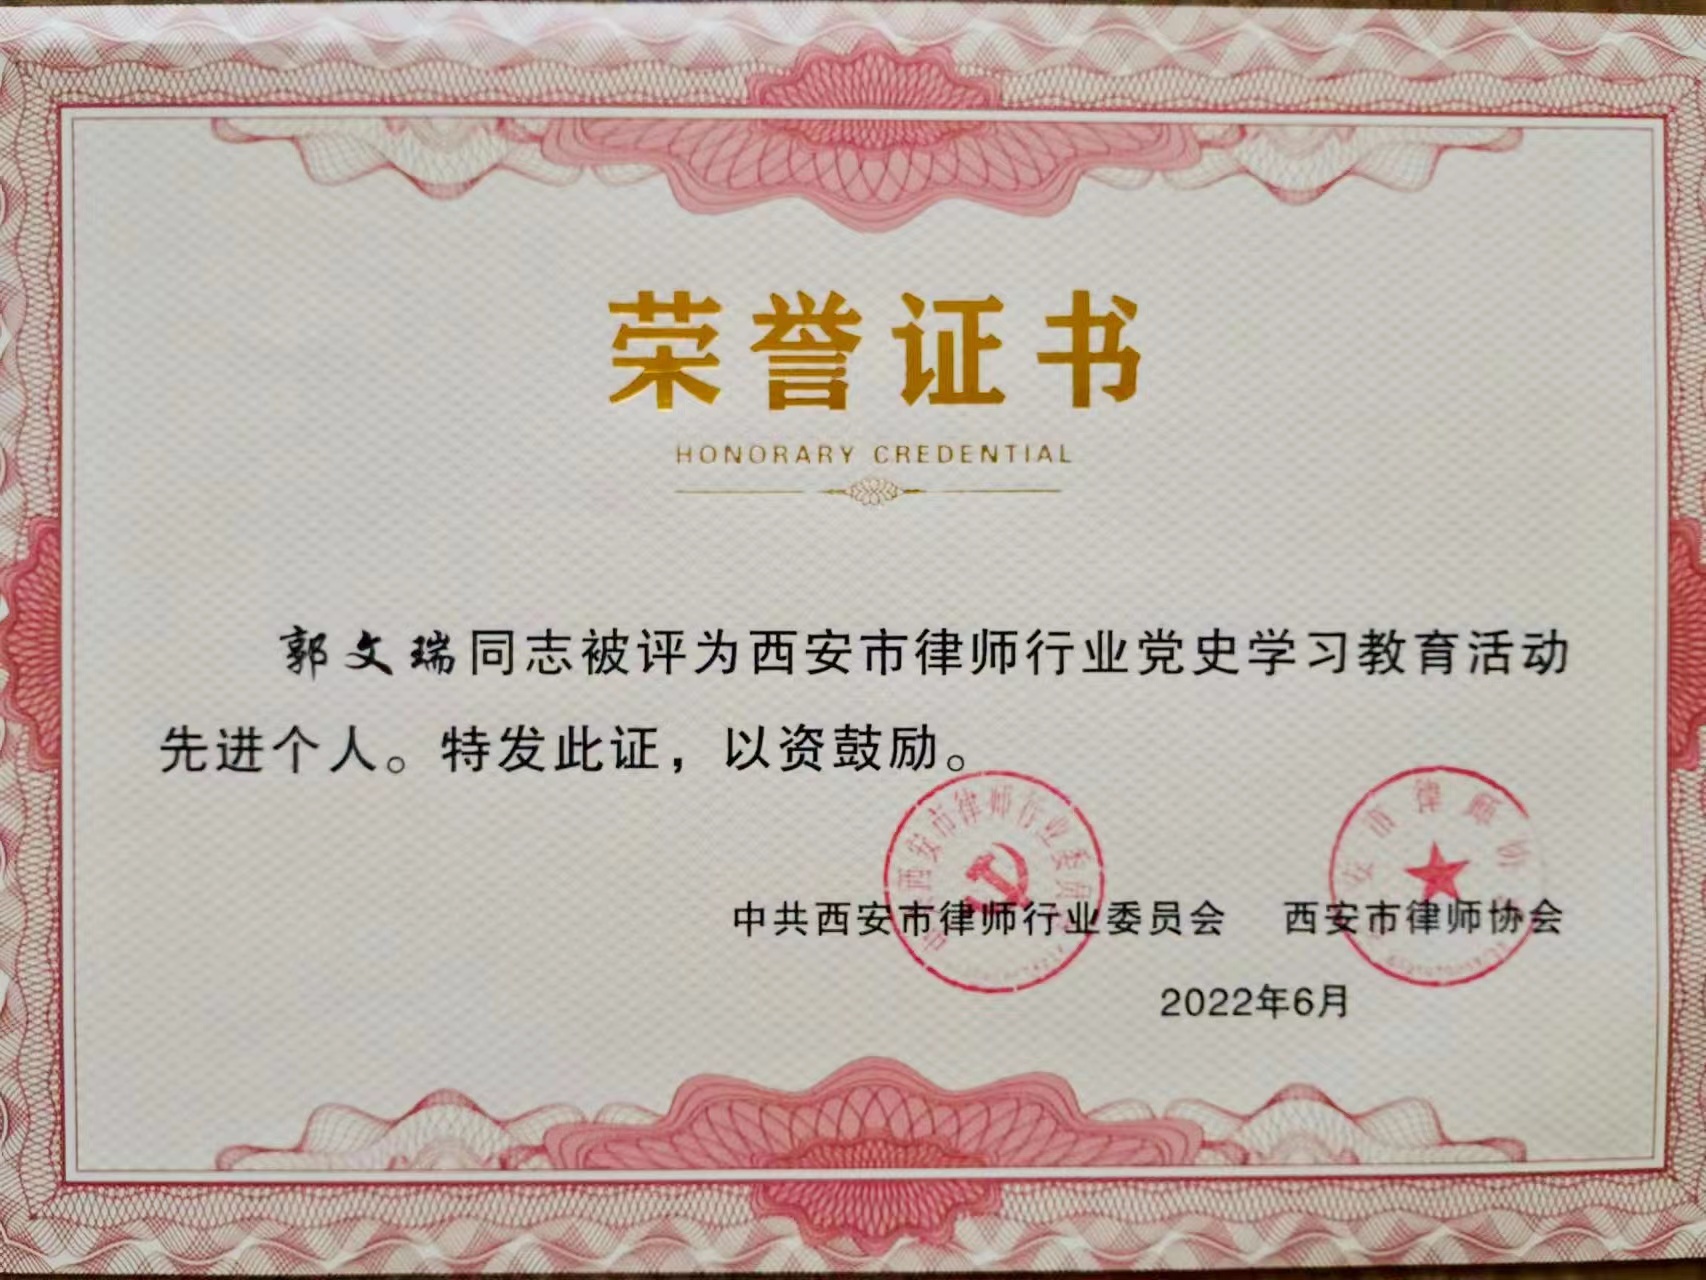 荣誉证书
HONORARY CREDENTIAL
郭文瑞同志被评为西安市律师行业党史学习教育活动
先进个人。特发此证，以资鼓励。
中共西安市律师行业委员会 西安市律师协会
2022年6月